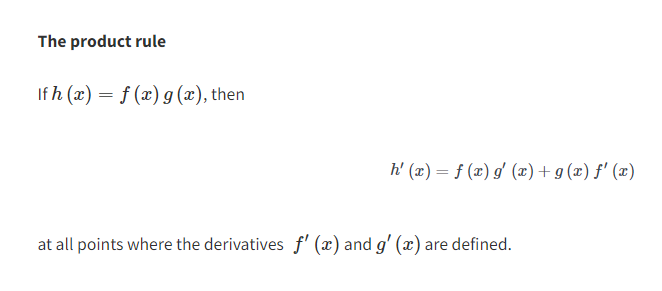 The product rule
If h (x) = f (x) g (x), then
h′ (x) = f (x) g′ (x) + g (x) f′ (x)
at all points where the derivatives f′ (x) and g′ (x) are defined.